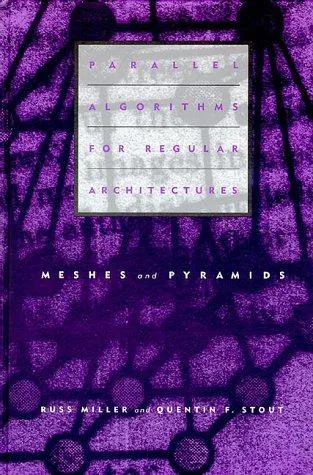 PARALLEL
ALGORITHMS
FOR REGULAR
ARCHITECTURES
MESHES and PYRAMIDS
RUSS MILLER and QUENTIN F. STOUT